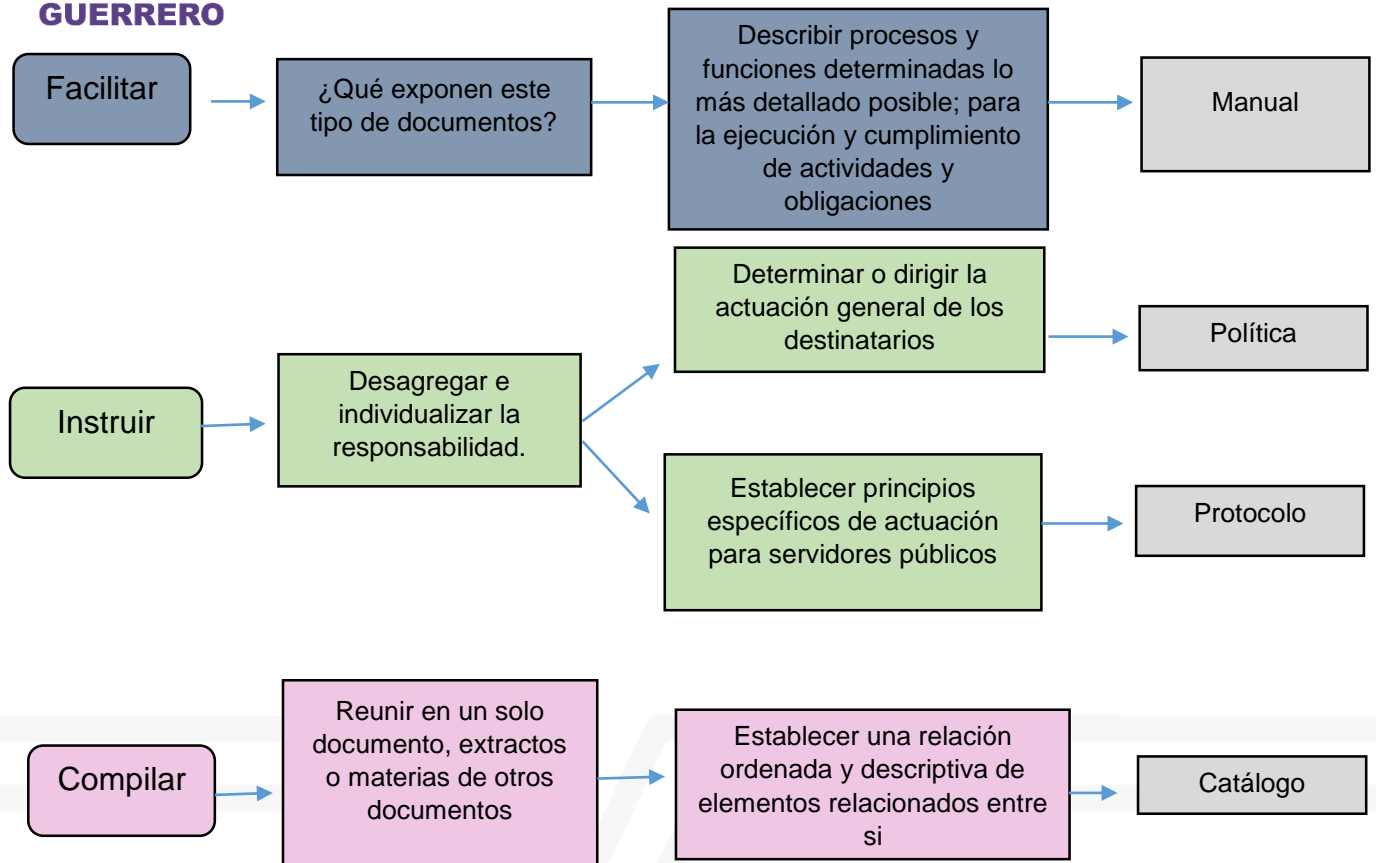 GUERRERO
Facilitar
¿Qué exponen este
tipo de documentos?
Describir procesos y
funciones determinadas lo
más detallado posible; para
la ejecución y cumplimiento
de actividades y
obligaciones
Manual
Instruir
Desagregar e
individualizar la
responsabilidad.
Determinar o dirigir la
actuación general de los
destinatarios
Política
Establecer principios
específicos de actuación
para servidores públicos
Protocolo
Compilar
Reunir en un solo
documento, extractos
o materias de otros
documentos
Establecer una relación
ordenada y descriptiva de
elementos relacionados entre
si
Catálogo